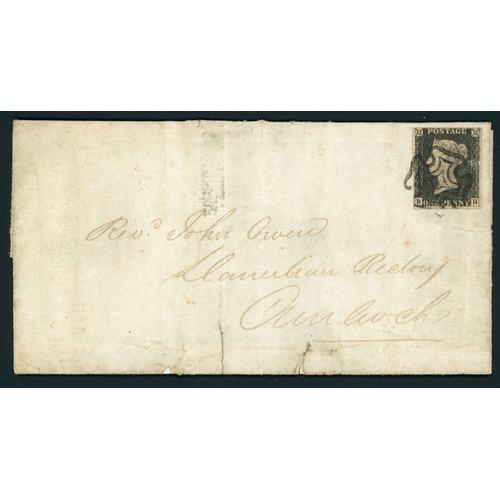 POSTAGE
ONE PENNY
Revd. John Owen
Llaneilian Rectory
Amlwch